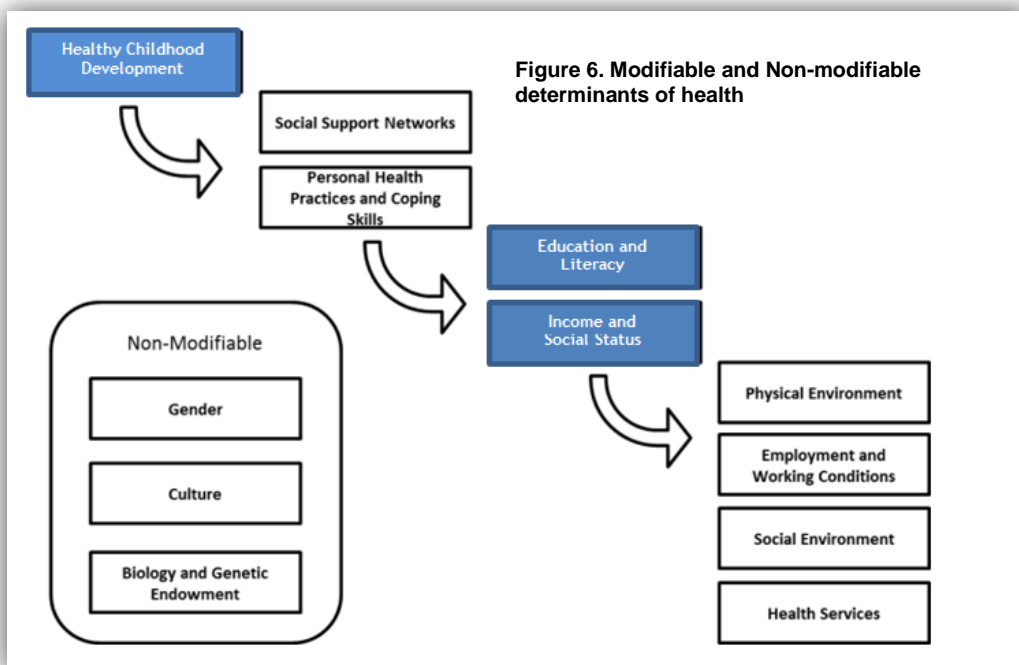 Healthy Childhood
Development
Figure 6. Modifiable and Non-modifiable
determinants of health
Social Support Networks
Personal Health
Practices and Coping
Skills
Education and
Literacy
Income and
Social Status
Non-Modifiable
Gender
Culture
Biology and Genetic
Endowment
Physical Environment
Employment and
Working Conditions
Social Environment
Health Services